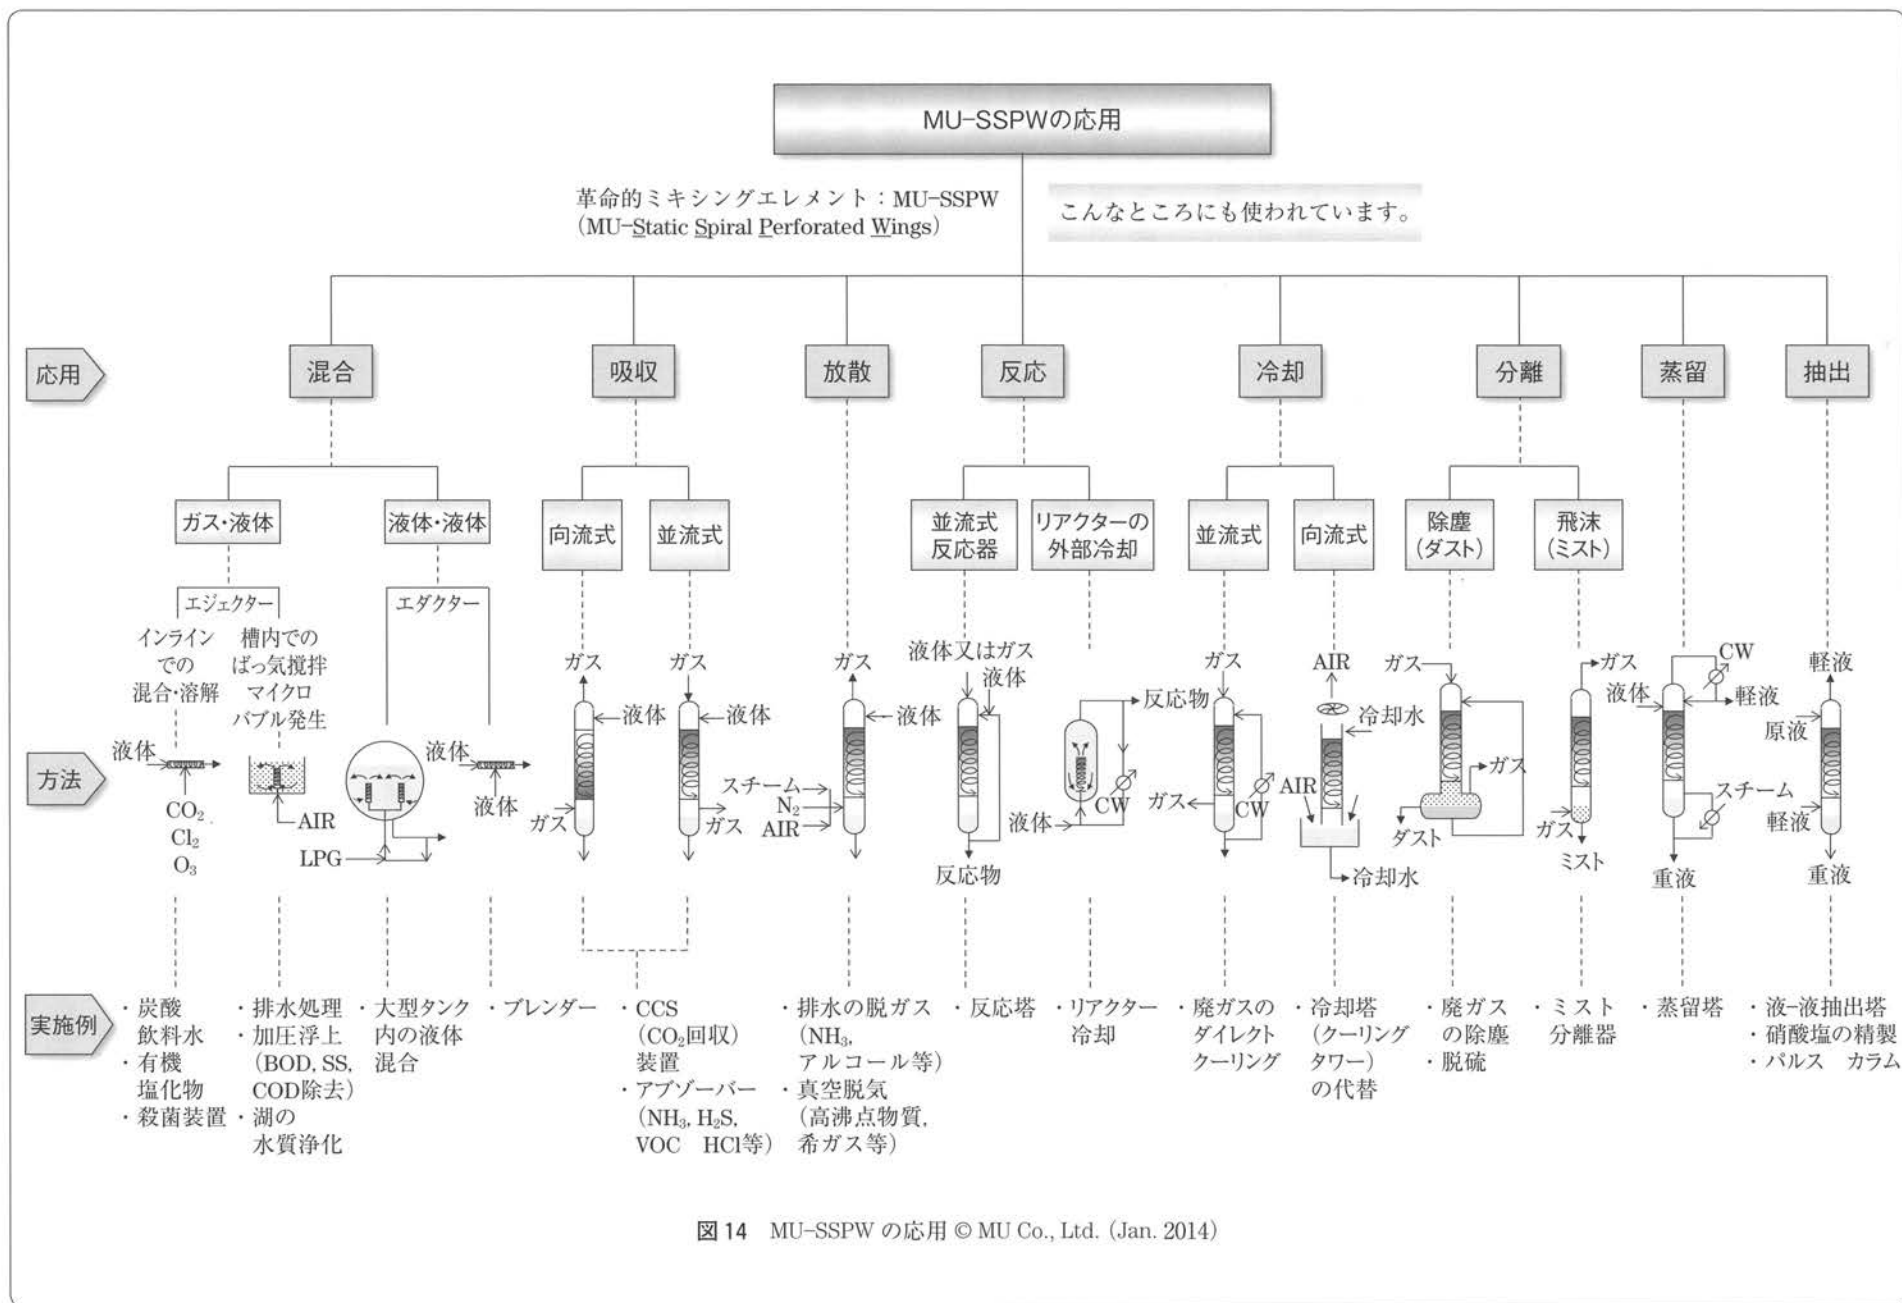 MU−SSPWの応用
革命的ミキシングエレメント：MU−SSPW
(MU−Static Spiral Perforated Wings)
こんなところにも使われています。
応用
混合
吸収
放散
反応
冷却
分離
蒸留
抽出
ガス・液体
液体・液体
向流式
並流式
並流式
反応器
リアクターの
外部冷却
並流式
向流式
除塵
(ダスト)
飛沫
(ミスト)
方法
エジェクター
インライン
での
混合・溶解
槽内での
ばっ気撹拌
マイクロ
バブル発生
エダクター
液体
CO₂
Cl₂
O₃
AIR
LPG
液体
液体
ガス
液体
ガス
ガス
液体
ガス
ガス
液体
スチーム
N₂
AIR
液体又はガス
液体
反応物
反応物
CW
液体
ガス
ガス
CW
AIR
冷却水
AIR
冷却水
ガス
ガス
ダスト
ガス
ガス
ミスト
CW
液体
軽液
スチーム
重液
軽液
原液
軽液
重液
実施例
・炭酸
飲料水
・有機
塩化物
・殺菌装置
・排水処理
・加圧浮上
(BOD, SS,
COD除去)
・湖の
水質浄化
・大型タンク
内の液体
混合
・ブレンダー
・CCS
(CO₂回収)
装置
・アブゾーバー
(NH₃, H₂S,
VOC　HCl等)
・排水の脱ガス
(NH₃,
アルコール等)
・真空脱気
(高沸点物質,
希ガス等)
・反応塔
・リアクター
冷却
・廃ガスの
ダイレクト
クーリング
・冷却塔
(クーリング
タワー)
の代替
・廃ガス
の除塵
・脱硫
・ミスト
分離器
・蒸留塔
・液−液抽出塔
・硝酸塩の精製
・パルス　カラム
図14　MU−SSPW の応用 © MU Co., Ltd. (Jan. 2014)